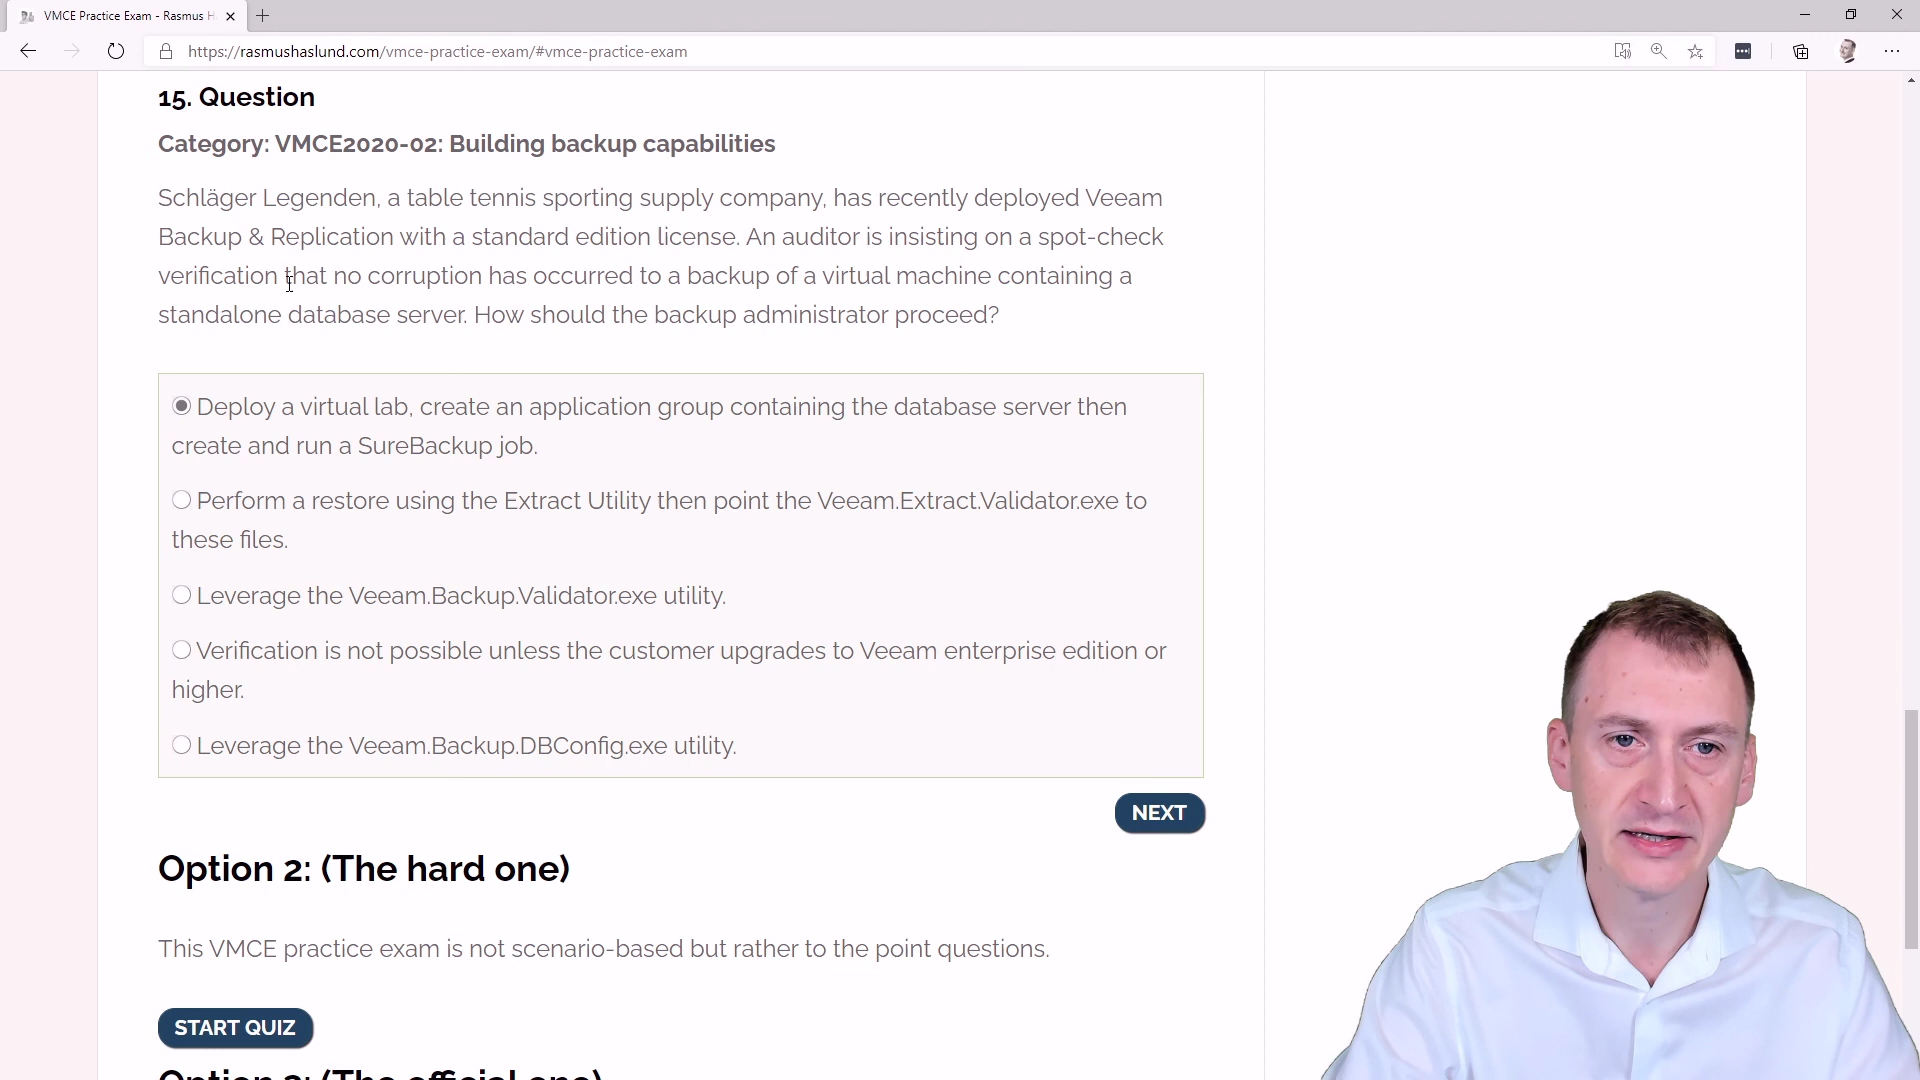 VMCE Practice Exam - Rasmus H
https://rasmushaslund.com/vmce-practice-exam/#vmce-practice-exam
15. Question
Category: VMCE2020-02: Building backup capabilities
Schläger Legenden, a table tennis sporting supply company, has recently deployed Veeam
Backup & Replication with a standard edition license. An auditor is insisting on a spot-check
verification that no corruption has occurred to a backup of a virtual machine containing a
standalone database server. How should the backup administrator proceed?
Deploy a virtual lab, create an application group containing the database server then
create and run a SureBackup job.
Perform a restore using the Extract Utility then point the Veeam.Extract.Validator.exe to
these files.
Leverage the Veeam.Backup.Validator.exe utility.
Verification is not possible unless the customer upgrades to Veeam enterprise edition or
higher.
Leverage the Veeam.Backup.DBConfig.exe utility.
NEXT
Option 2: (The hard one)
This VMCE practice exam is not scenario-based but rather to the point questions.
START QUIZ
Option 3: (The official one)